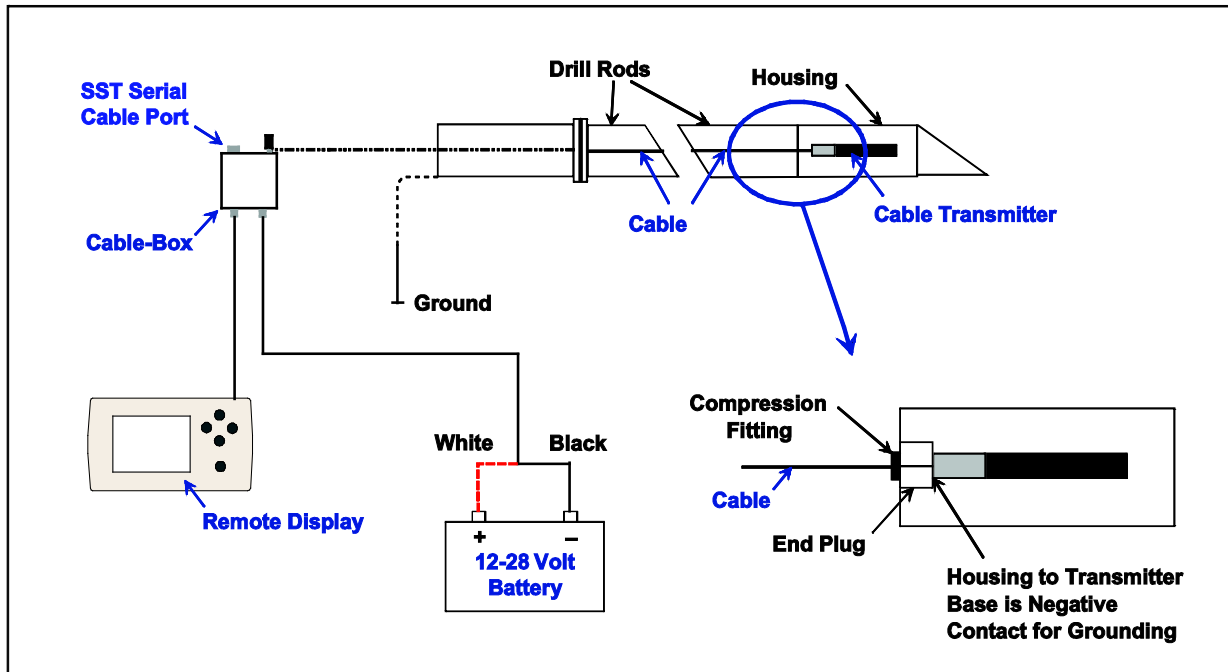 SST Serial
Cable Port
Drill Rods
Housing
Cable-Box
Cable
Cable Transmitter
Ground
White
Black
Remote Display
+
–
12-28 Volt
Battery
Compression
Fitting
Cable
End Plug
Housing to Transmitter
Base is Negative
Contact for Grounding